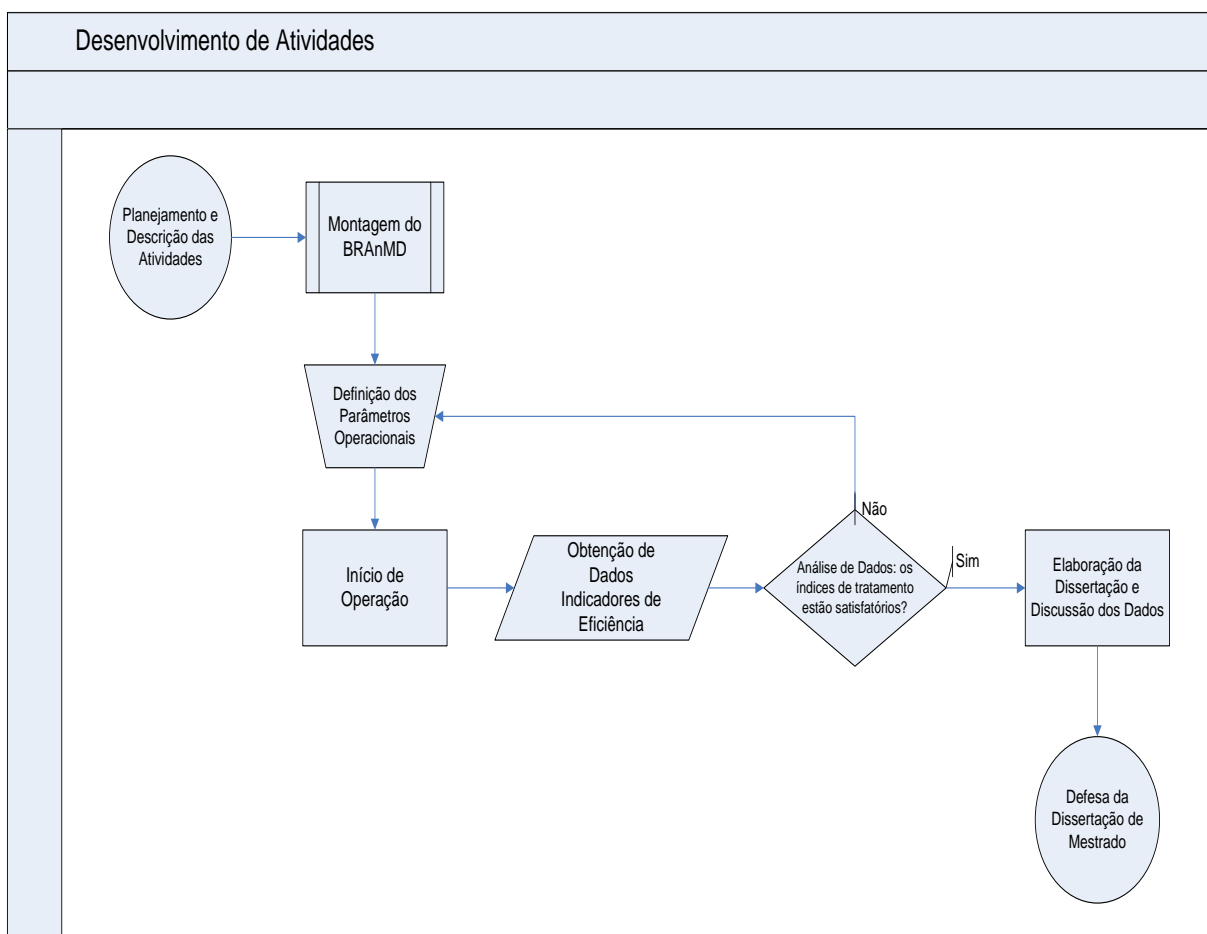 Desenvolvimento de Atividades
Planejamento e
Descrição das
Atividades
Montagem do
BRAnMD
Definição dos
Parâmetros
Operacionais
Não
Início de
Operação
Obtenção de
Dados
Indicadores de
Eficiência
Análise de Dados: os
índices de tratamento
estão satisfatórios?
Sim
Elaboração da
Dissertação e
Discussão dos Dados
Defesa da
Dissertação de
Mestrado